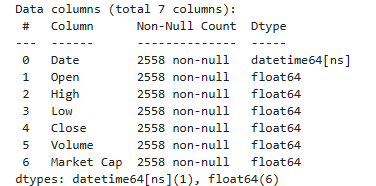 Data columns (total 7 columns):
 #   Column      Non-Null Count  Dtype
---  ------      --------------  -----
 0   Date        2558 non-null   datetime64[ns]
 1   Open        2558 non-null   float64
 2   High        2558 non-null   float64
 3   Low         2558 non-null   float64
 4   Close       2558 non-null   float64
 5   Volume      2558 non-null   float64
 6   Market Cap  2558 non-null   float64
dtypes: datetime64[ns](1), float64(6)